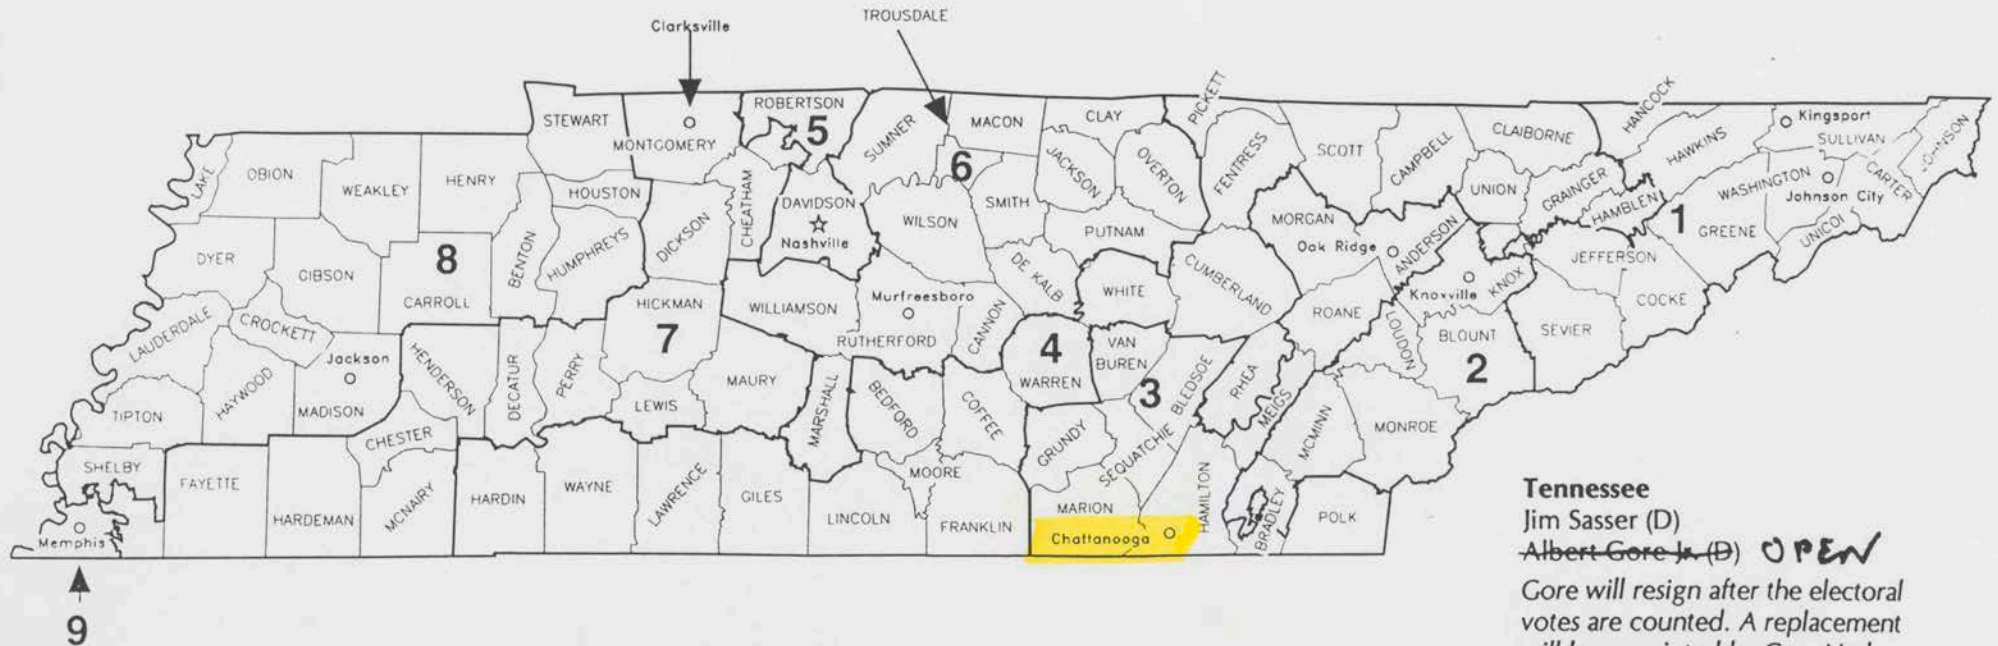 Clarksville
TROUSDALE
PICKETT
HANCOCK
ROBERTSON
5
STEWART
MONTGOMERY
SUMNER
MACON
CLAY
CLAIBORNE
Kingsport
SULLIVAN
JOHNSON
LAKE
OBION
WEAKLEY
HENRY
HOUSTON
CHEATHAM
DAVIDSON
Nashville
6
SMITH
JACKSON
OVERTON
FENTRESS
SCOTT
CAMPBELL
UNION
GRAINGER
HAMBLEN
HAWKINS
WASHINGTON
CARTER
Johnson City
UNICOI
1
GREENE
DYER
GIBSON
8
CARROLL
BENTON
HUMPHREYS
DICKSON
WILSON
PUTNAM
MORGAN
Oak Ridge
ANDERSON
JEFFERSON
COCKE
DE KALB
WHITE
CUMBERLAND
ROANE
Knoxville
KNOX
SEVIER
LAUDERDALE
CROCKETT
Jackson
HICKMAN
7
WILLIAMSON
Murfreesboro
RUTHERFORD
CANNON
4
WARREN
VAN
BUREN
3
BLEDSOE
RHEA
MEIGS
LOUDON
BLOUNT
2
TIPTON
HAYWOOD
MADISON
HENDERSON
DECATUR
PERRY
LEWIS
MAURY
MARSHALL
BEDFORD
COFFEE
GRUNDY
SEQUATCHIE
MCMINN
MONROE
SHELBY
FAYETTE
HARDEMAN
CHESTER
MCNAIRY
HARDIN
WAYNE
LAWRENCE
GILES
LINCOLN
MOORE
FRANKLIN
MARION
Chattanooga
HAMILTON
BRADLEY
POLK
Memphis
9
Tennessee
Jim Sasser (D)
Albert Gore Jr. (D) OPEN
Gore will resign after the electoral
votes are counted. A replacement